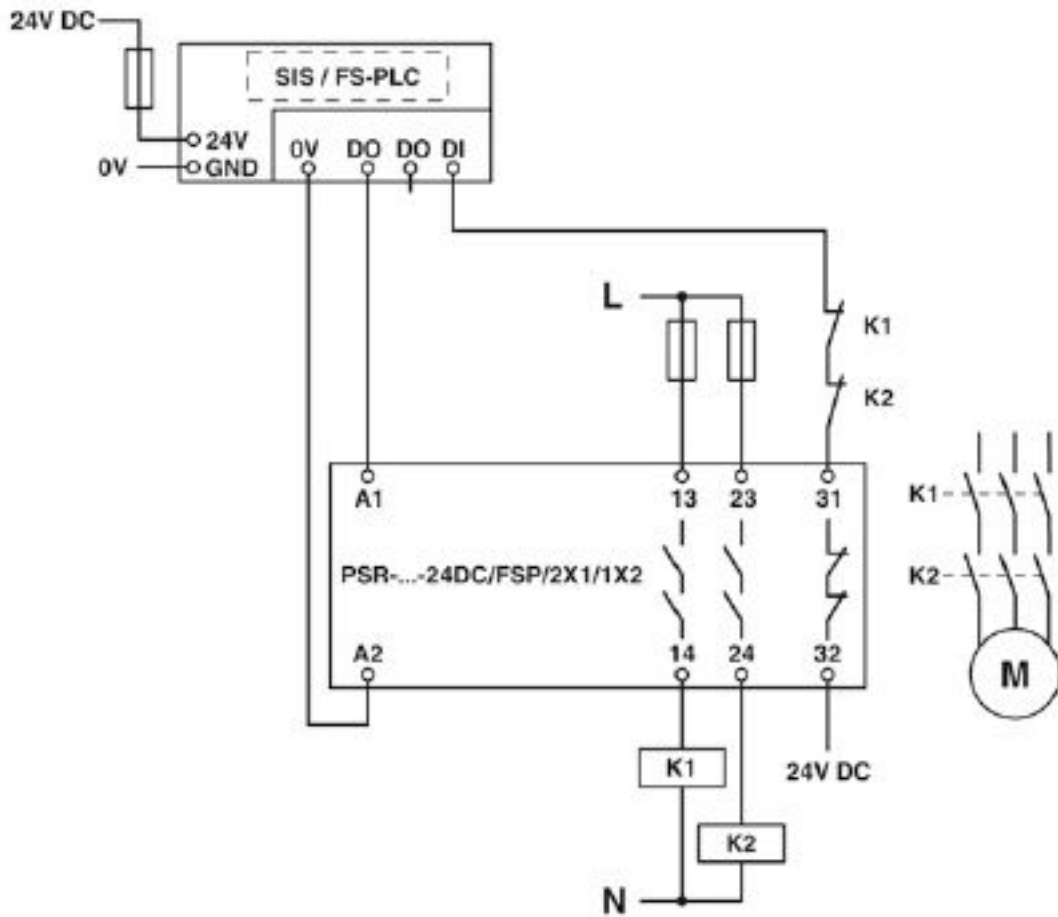 24V DC
SIS / FS-PLC
24V
0V DO DO DI
0V GND
L
K1
K2
A1 13 23 31
K1
PSR-...-24DC/FSP/2X1/1X2
K2
A2 14 24 32
M
K1
24V DC
K2
N